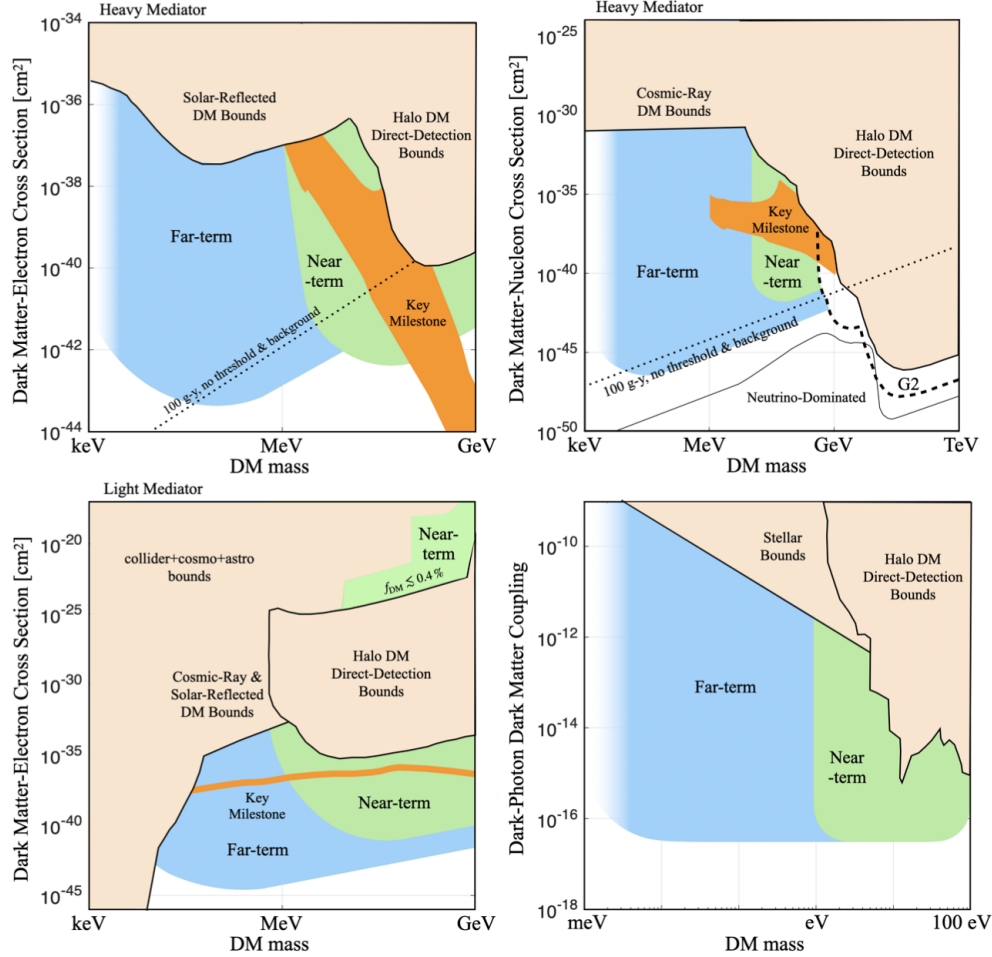 Heavy Mediator
Dark Matter-Electron Cross Section [cm²]
10⁻³⁴
10⁻³⁶
10⁻³⁸
10⁻⁴⁰
10⁻⁴²
10⁻⁴⁴
Solar-Reflected
DM Bounds
Halo DM
Direct-Detection
Bounds
Far-term
Near
-term
Key
Milestone
100 g-y, no threshold & background
keV
MeV
GeV
DM mass
Heavy Mediator
Dark Matter-Nucleon Cross Section [cm²]
10⁻²⁵
10⁻³⁰
10⁻³⁵
10⁻⁴⁰
10⁻⁴⁵
10⁻⁵⁰
Cosmic-Ray
DM Bounds
Halo DM
Direct-Detection
Bounds
Key
Milestone
Far-term
Near
-term
100 g-y, no threshold & background
Neutrino-Dominated
G2
keV
MeV
GeV
TeV
DM mass
Light Mediator
Dark Matter-Electron Cross Section [cm²]
10⁻²⁰
10⁻²⁵
10⁻³⁰
10⁻³⁵
10⁻⁴⁰
10⁻⁴⁵
collider+cosmo+astro
bounds
Near-
term
f_DM ≲ 0.4 %
Cosmic-Ray &
Solar-Reflected
DM Bounds
Halo DM
Direct-Detection
Bounds
Key
Milestone
Near-term
Far-term
keV
MeV
GeV
DM mass
Dark-Photon Dark Matter Coupling
10⁻¹⁰
10⁻¹²
10⁻¹⁴
10⁻¹⁶
10⁻¹⁸
Stellar
Bounds
Halo DM
Direct-Detection
Bounds
Far-term
Near
-term
meV
eV
100 eV
DM mass